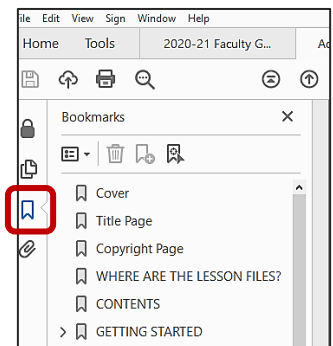 ile Edit View Sign Window Help
Home Tools 2020-21 Faculty G... Ac
Bookmarks
Cover
Title Page
Copyright Page
WHERE ARE THE LESSON FILES?
CONTENTS
GETTING STARTED